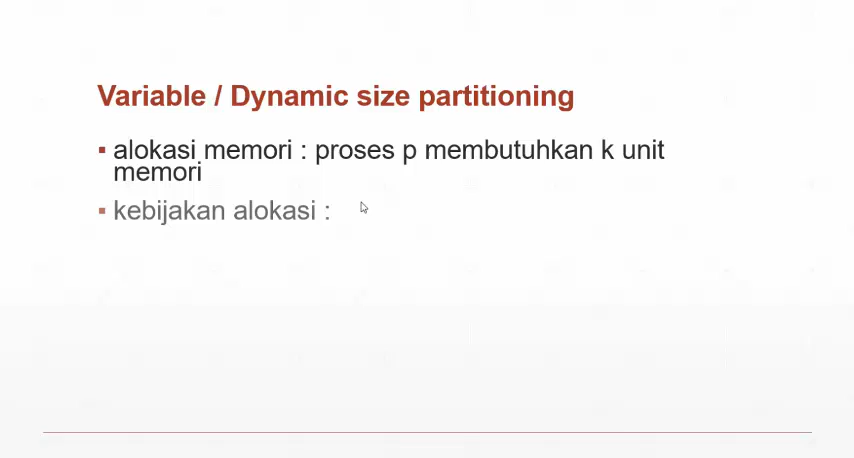 Variable / Dynamic size partitioning
▪ alokasi memori : proses p membutuhkan k unit
memori
▪ kebijakan alokasi :